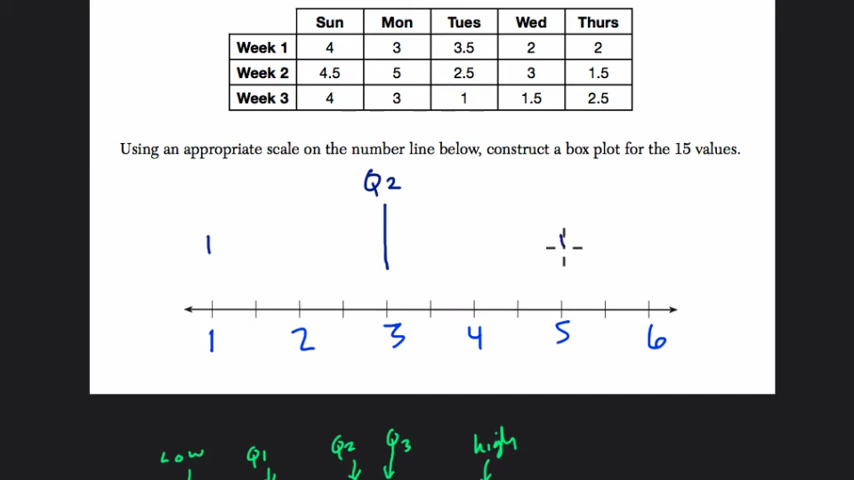 Sun Mon Tues Wed Thurs
Week 1 4 3 3.5 2 2
Week 2 4.5 5 2.5 3 1.5
Week 3 4 3 1 1.5 2.5
Using an appropriate scale on the number line below, construct a box plot for the 15 values.
Q2
1 2 3 4 5 6
Low Q1 Q2 Q3 high